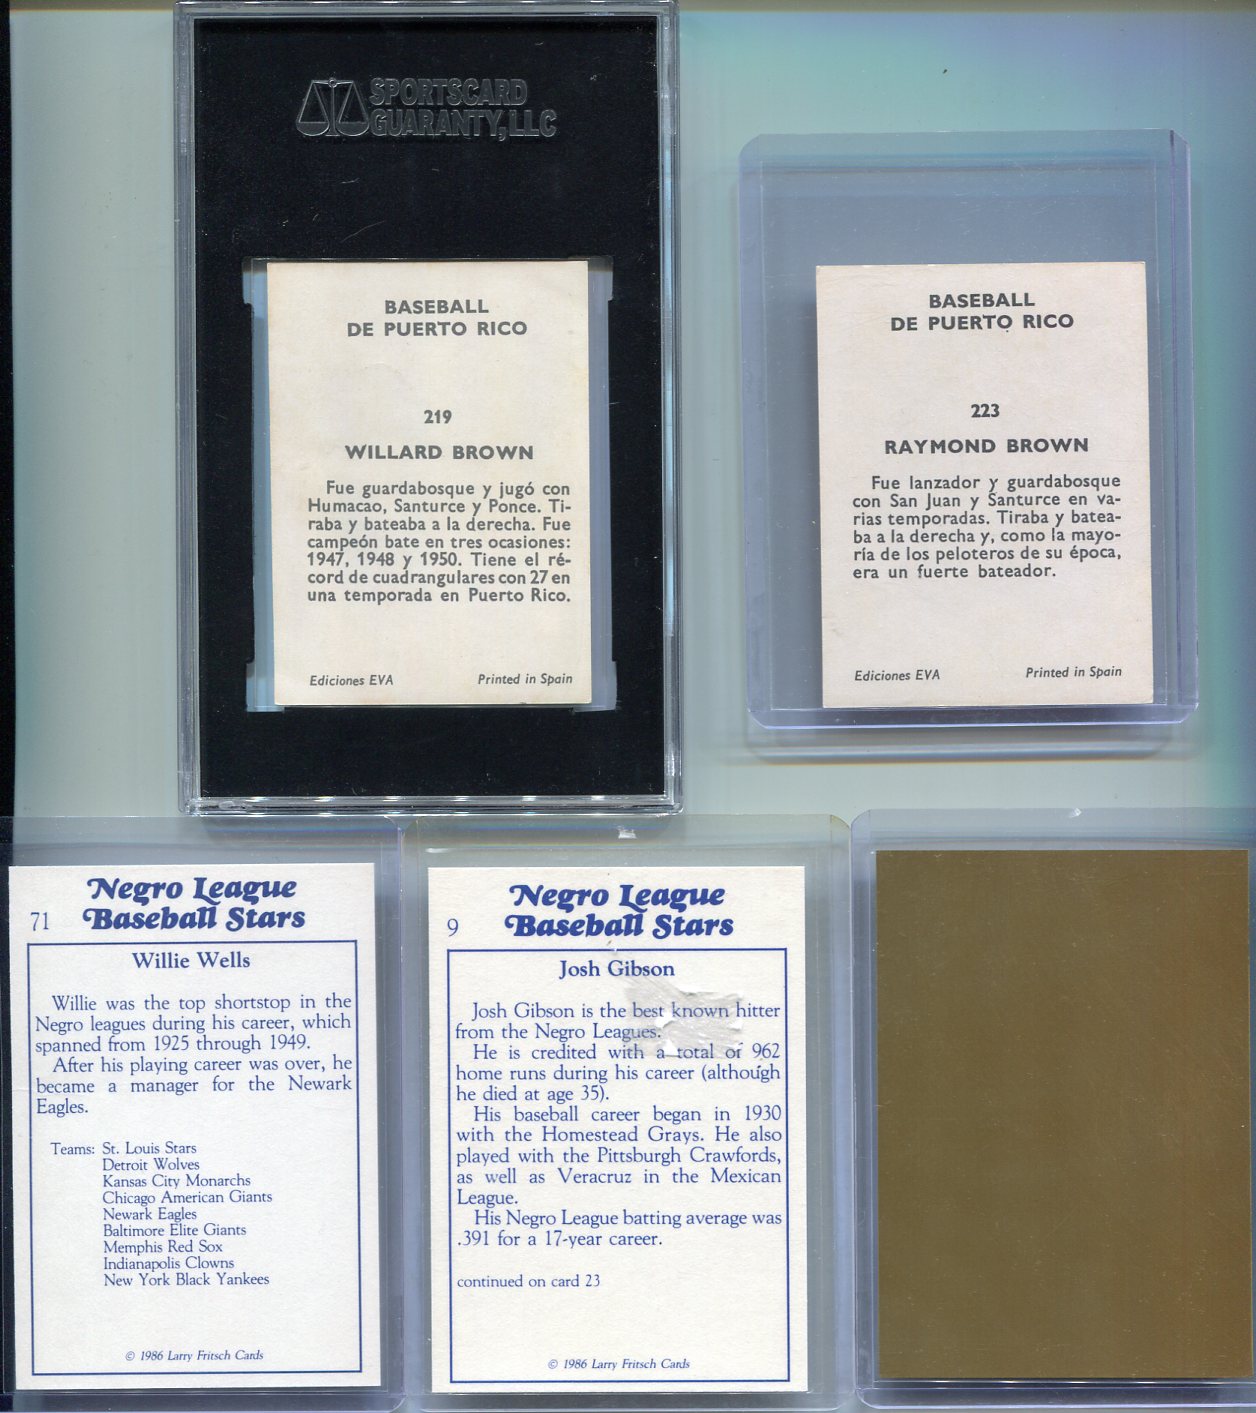 SPORTSCARD
GUARANTY, LLC
BASEBALL
DE PUERTO RICO
219
WILLARD BROWN
Fue guardabosque y jugó con
Humacao, Santurce y Ponce. Ti-
raba y bateaba a la derecha. Fue
campeón bate en tres ocasiones:
1947, 1948 y 1950. Tiene el ré-
cord de cuadrangulares con 27 en
una temporada en Puerto Rico.
Ediciones EVA Printed in Spain
BASEBALL
DE PUERTO RICO
223
RAYMOND BROWN
Fue lanzador y guardabosque
con San Juan y Santurce en va-
rias temporadas. Tiraba y batea-
ba a la derecha y, como la mayo-
ría de los peloteros de su época,
era un fuerte bateador.
Ediciones EVA Printed in Spain
Negro League
71 Baseball Stars
Willie Wells
Willie was the top shortstop in the
Negro leagues during his career, which
spanned from 1925 through 1949.
After his playing career was over, he
became a manager for the Newark
Eagles.
Teams: St. Louis Stars
Detroit Wolves
Kansas City Monarchs
Chicago American Giants
Newark Eagles
Baltimore Elite Giants
Memphis Red Sox
Indianapolis Clowns
New York Black Yankees
© 1986 Larry Fritsch Cards
Negro League
9 Baseball Stars
Josh Gibson
Josh Gibson is the best known hitter
from the Negro Leagues.
He is credited with a total of 962
home runs during his career (although
he died at age 35).
His baseball career began in 1930
with the Homestead Grays. He also
played with the Pittsburgh Crawfords,
as well as Veracruz in the Mexican
League.
His Negro League batting average was
.391 for a 17-year career.
continued on card 23
© 1986 Larry Fritsch Cards